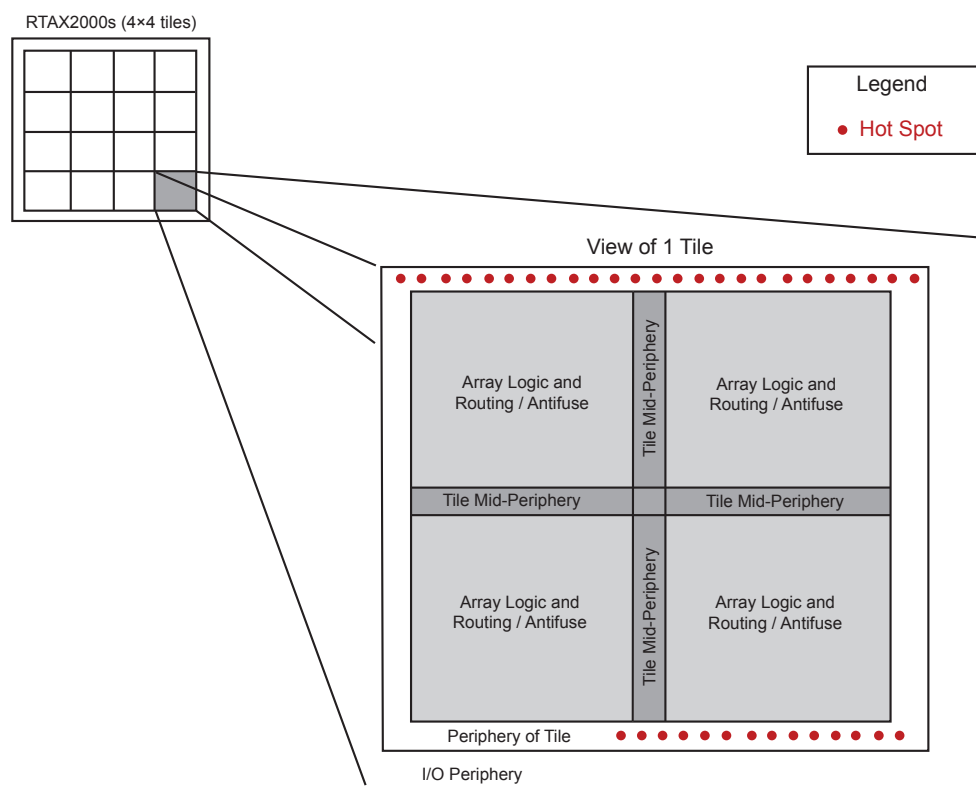 RTAX2000s (4×4 tiles)
Legend
Hot Spot
View of 1 Tile
Array Logic and
Routing / Antifuse
Tile Mid-Periphery
Array Logic and
Routing / Antifuse
Tile Mid-Periphery
Tile Mid-Periphery
Array Logic and
Routing / Antifuse
Tile Mid-Periphery
Array Logic and
Routing / Antifuse
Periphery of Tile
I/O Periphery